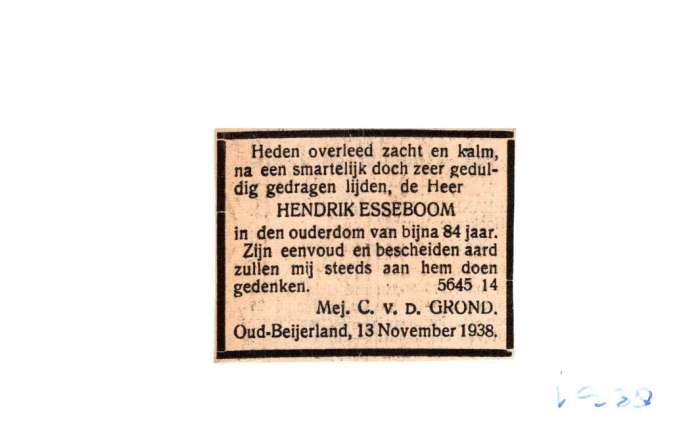 Heden overleed zacht en kalm,
na een smartelijk doch zeer gedul-
dig gedragen lijden, de Heer
HENDRIK ESSEBOOM
in den ouderdom van bijna 84 jaar.
Zijn eenvoud en bescheiden aard
zullen mij steeds aan hem doen
gedenken. 5645 14
Mej. C. v. D. GROND.
Oud-Beijerland, 13 November 1938.
1938